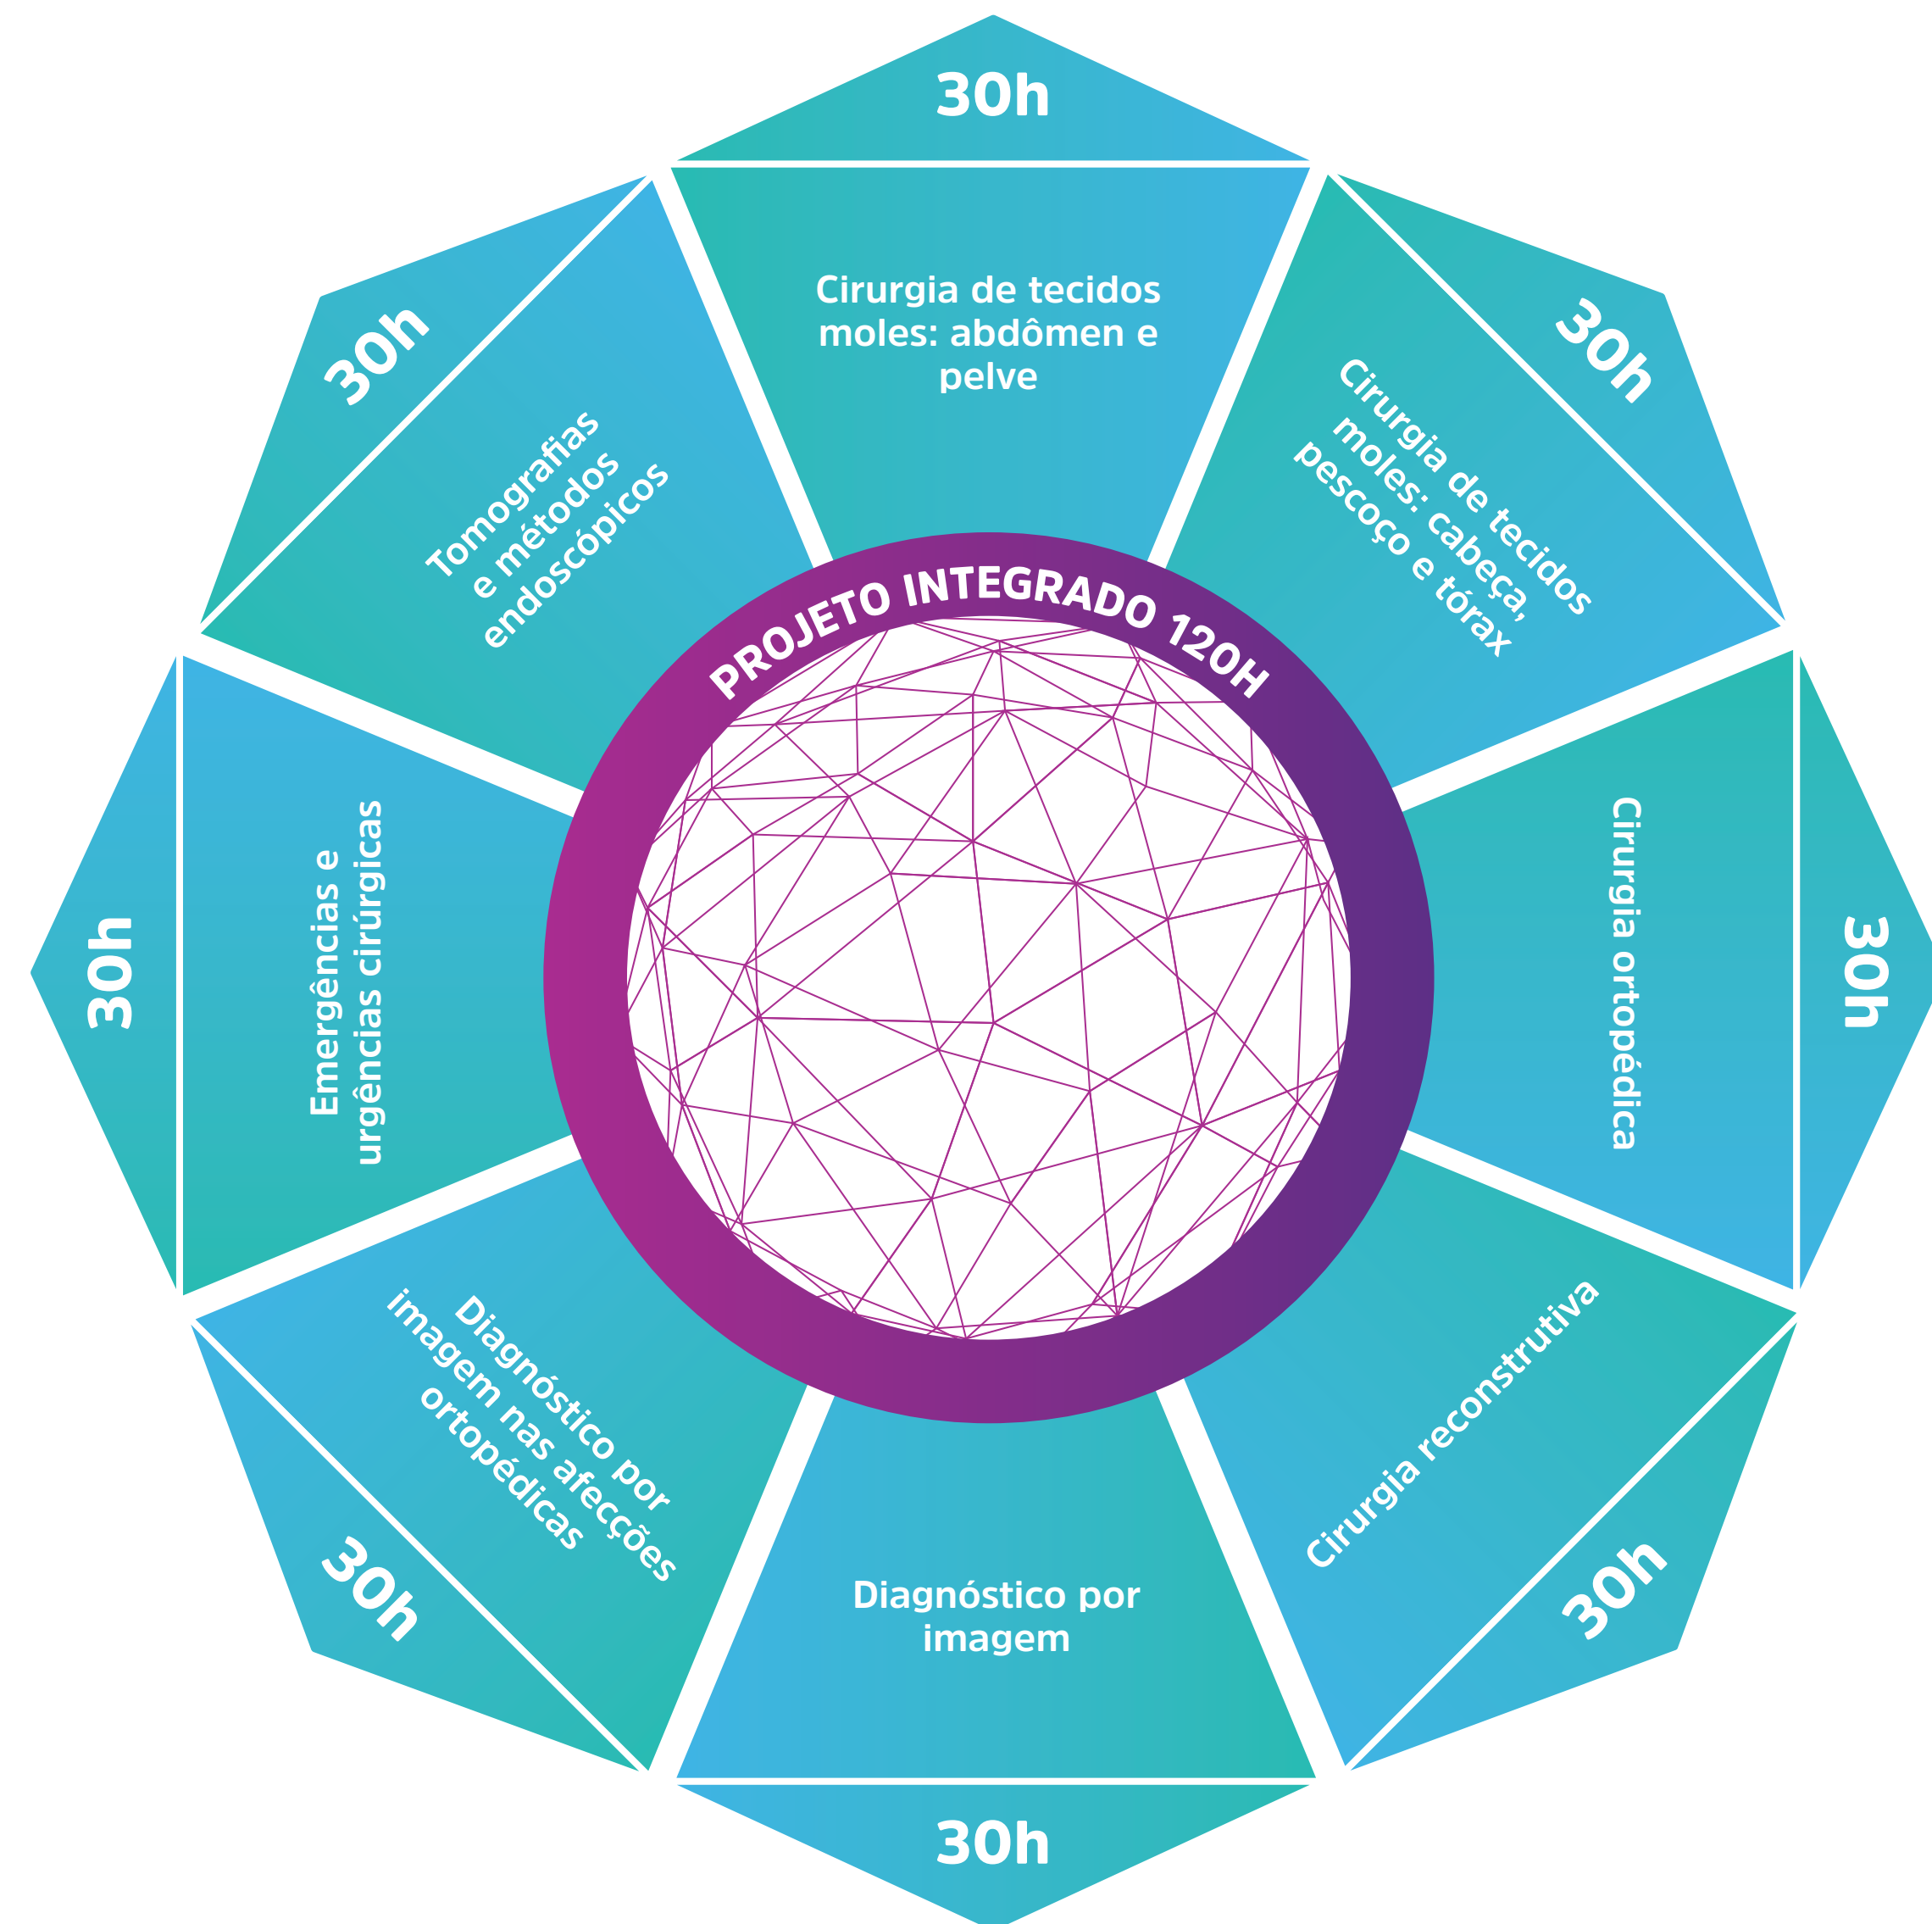 30h
Cirurgia de tecidos
moles: abdômen e
pelve
30h
Cirurgia de tecidos
moles: cabeça,
pescoço e tórax
30h
Cirurgia ortopédica
30h
Cirurgia reconstrutiva
30h
Diagnóstico por
imagem
30h
Diagnóstico por
imagem nas afecções
ortopédicas
30h
Emergências e
urgências cirúrgicas
30h
Tomografias
e métodos
endoscópicos
PROJETO INTEGRADO 120H